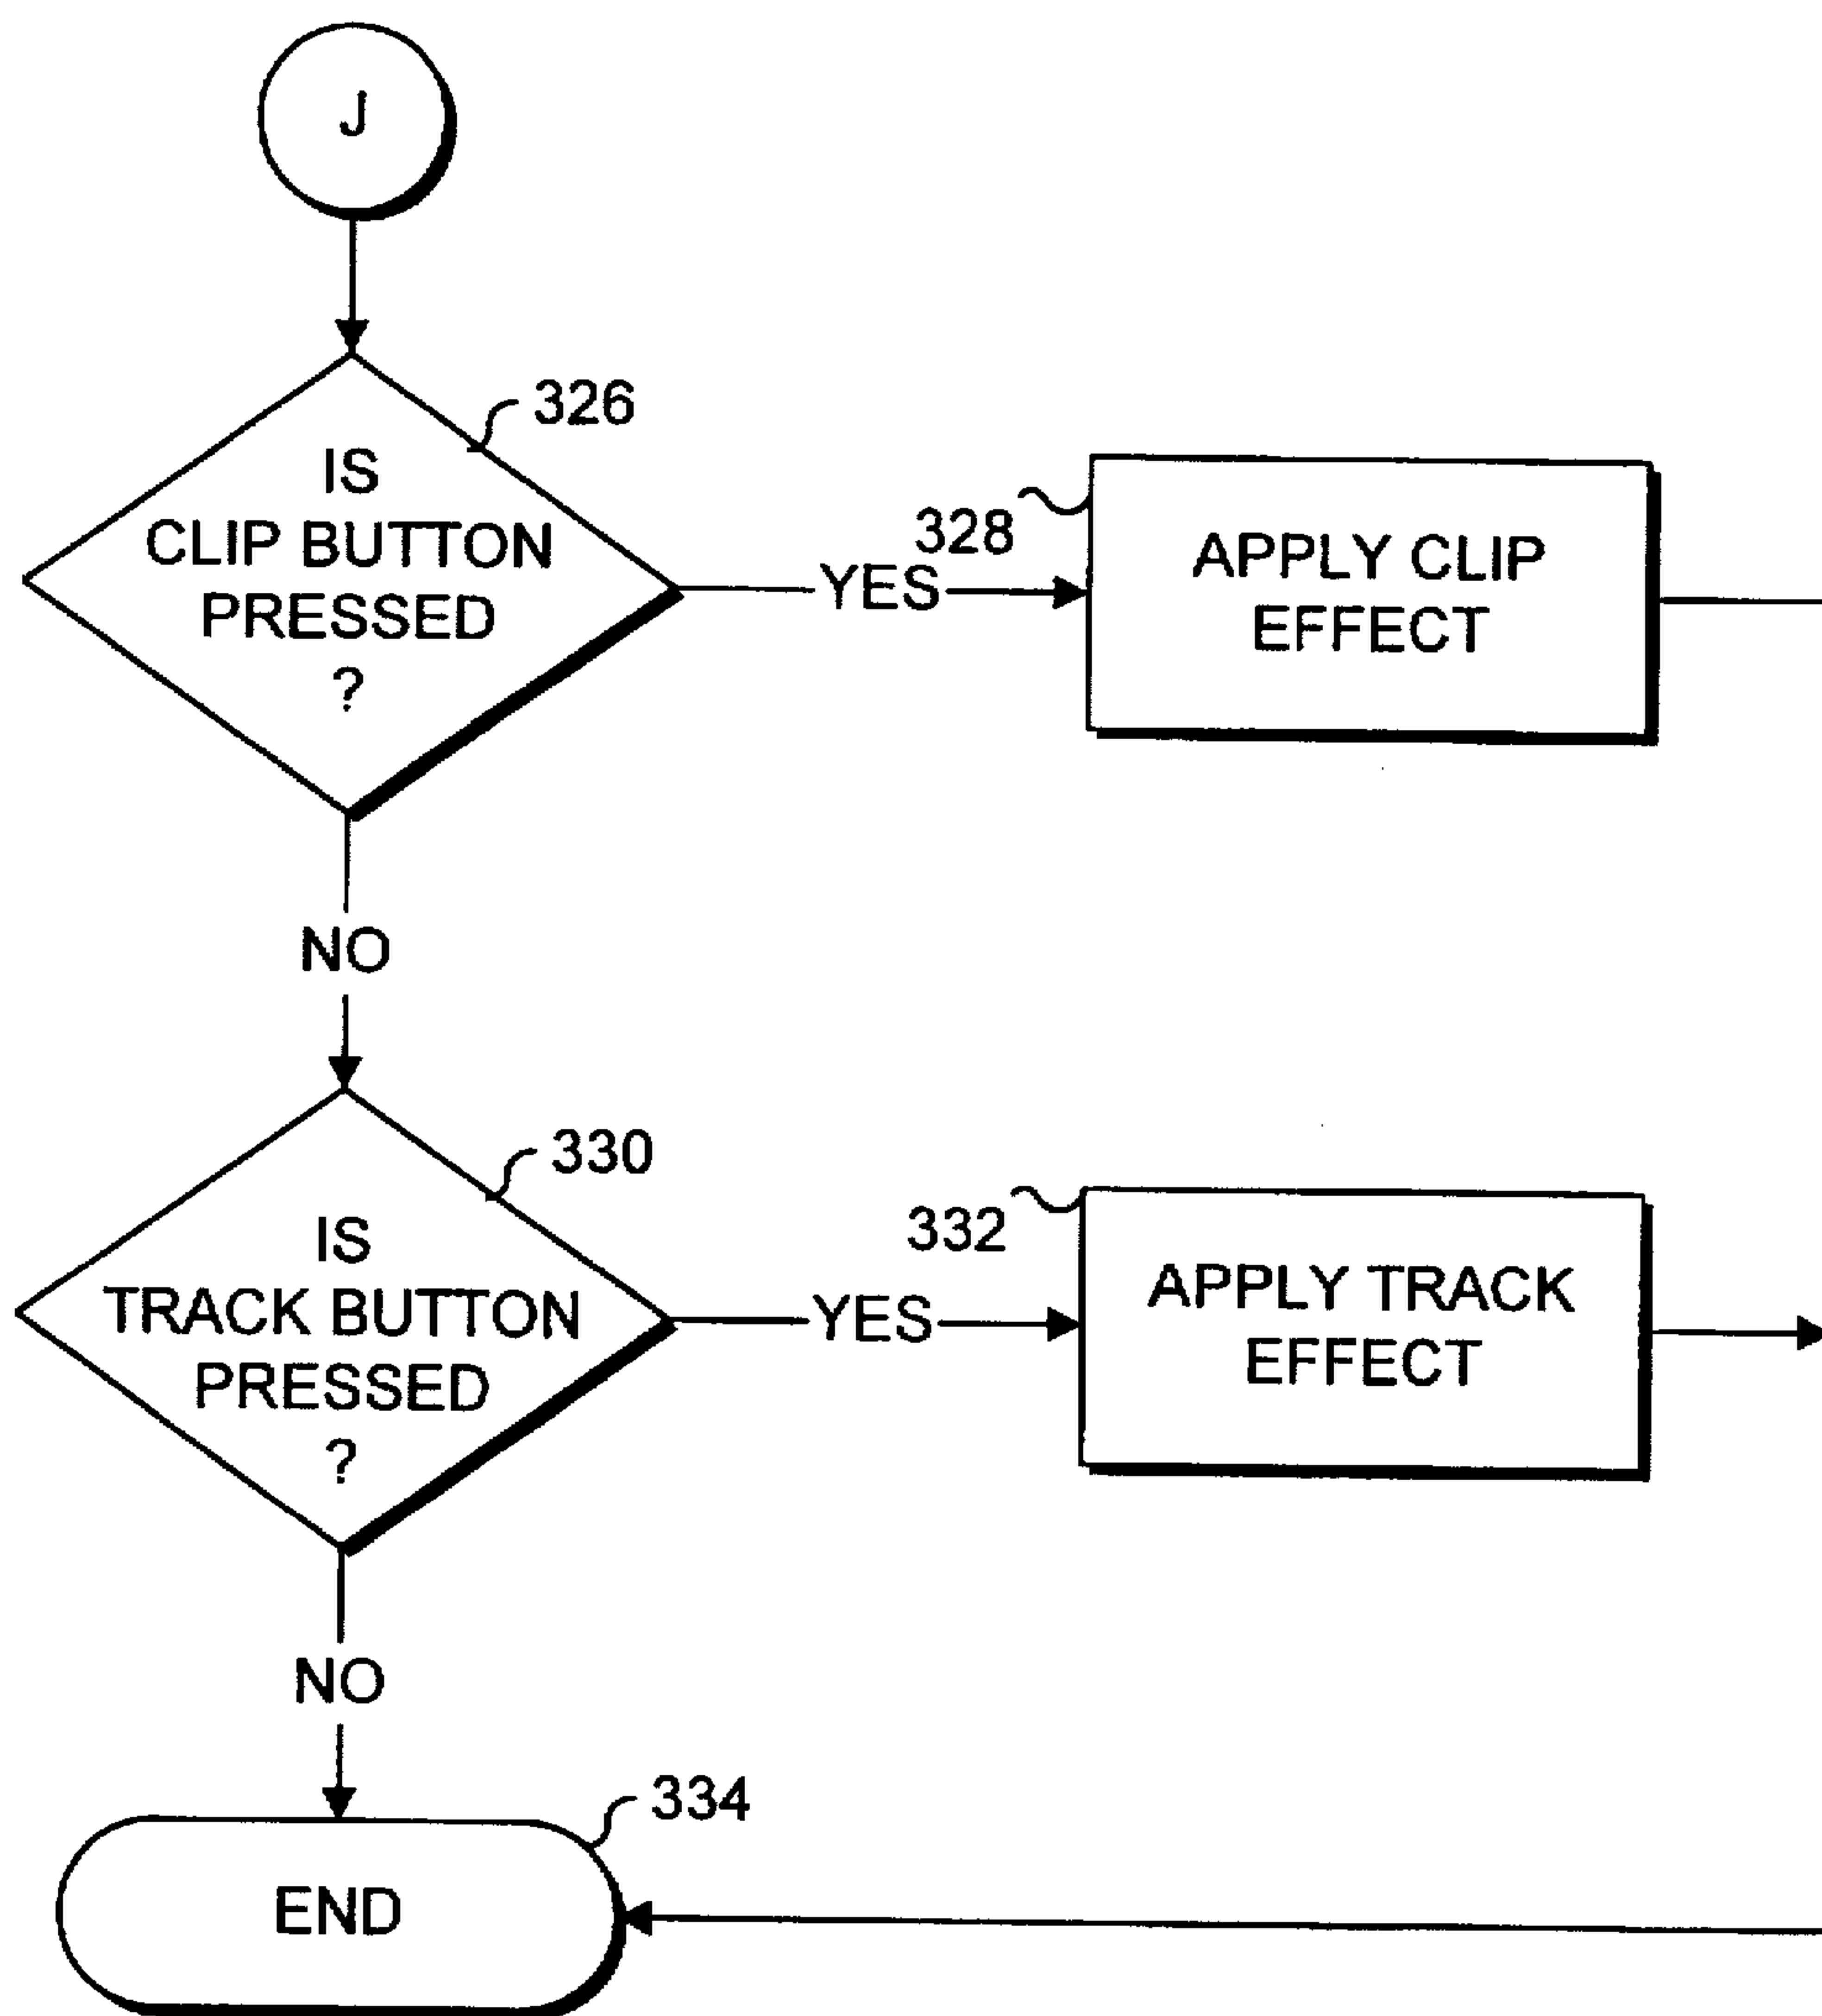 J
326
IS
CLIP BUTTON
PRESSED
?
YES
328
APPLY CLIP
EFFECT
NO
330
IS
TRACK BUTTON
PRESSED
?
YES
332
APPLY TRACK
EFFECT
NO
334
END